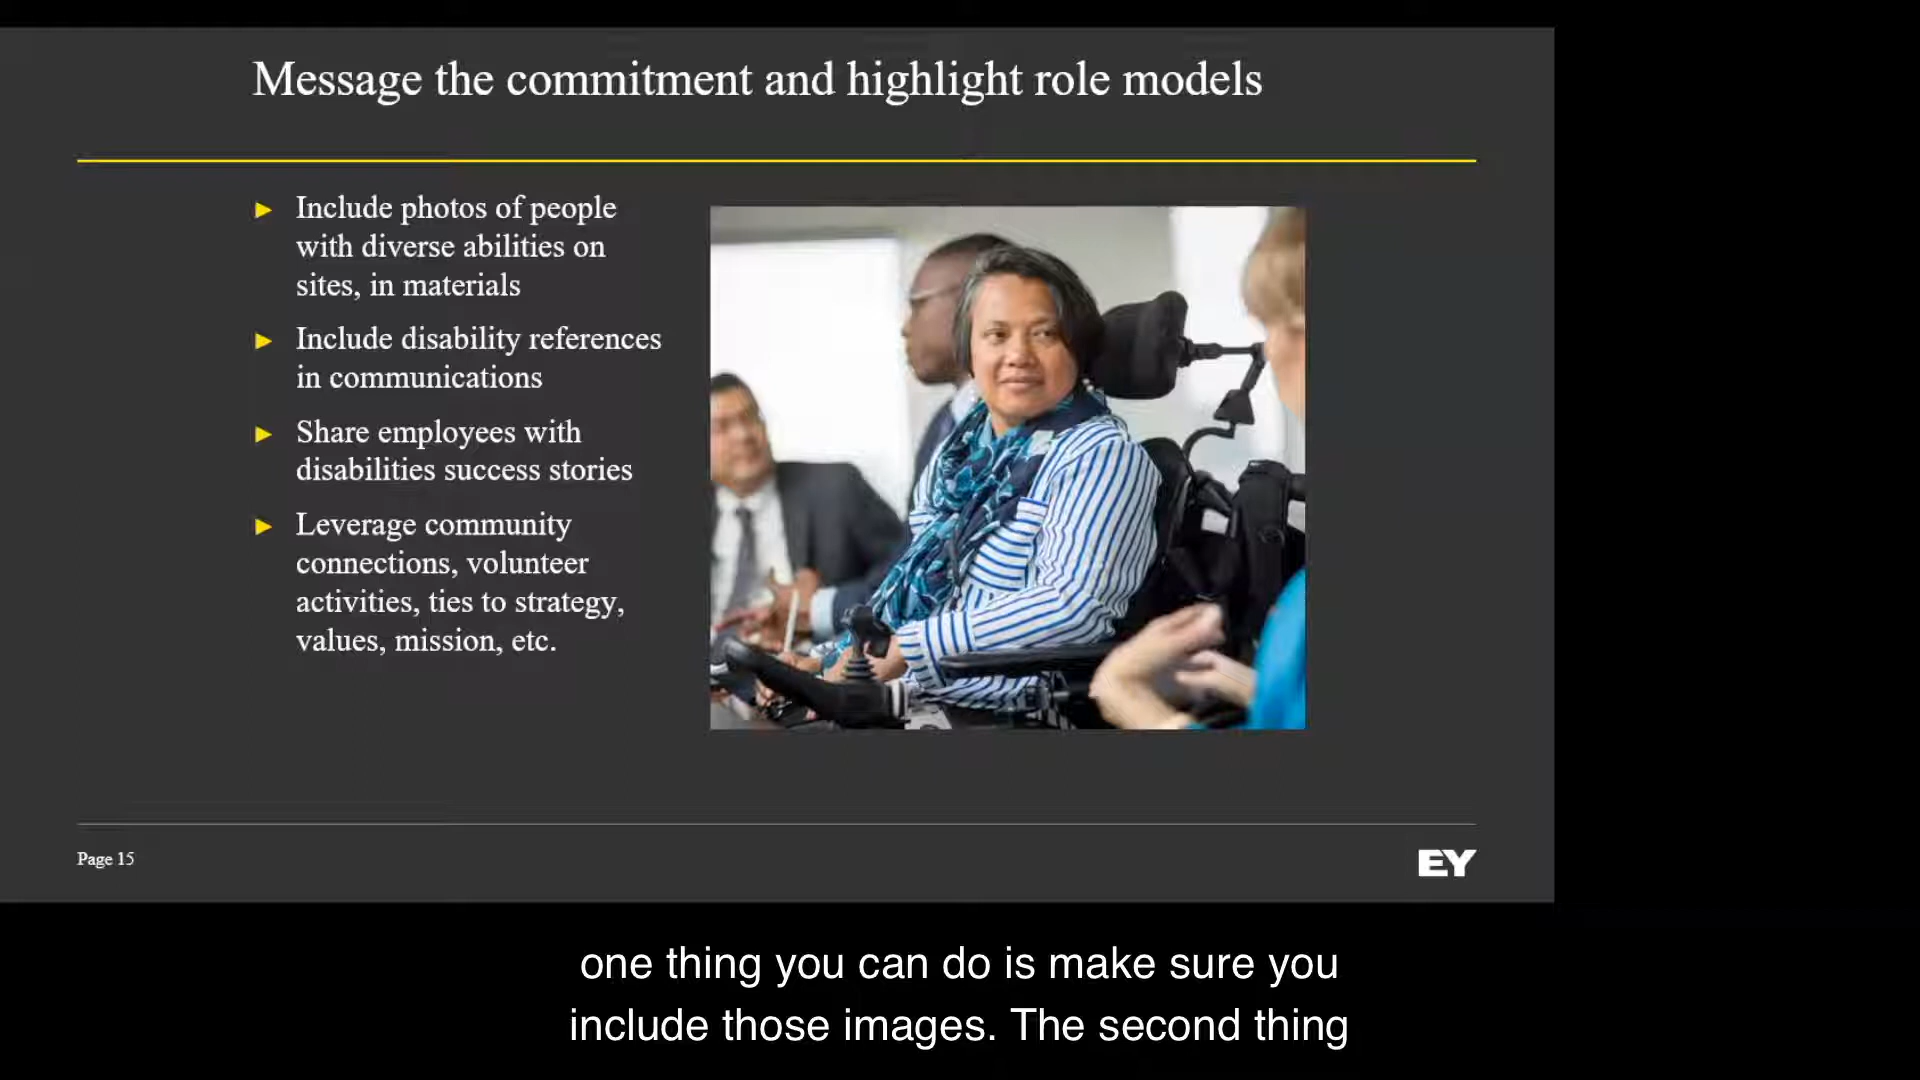 Message the commitment and highlight role models
► Include photos of people
with diverse abilities on
sites, in materials
► Include disability references
in communications
► Share employees with
disabilities success stories
► Leverage community
connections, volunteer
activities, ties to strategy,
values, mission, etc.
Page 15
EY
one thing you can do is make sure you
include those images. The second thing